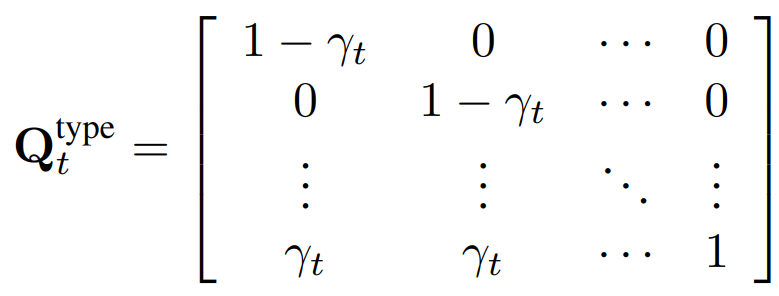 Q_t^type = [ 1 − γ_t 0 ⋯ 0
0 1 − γ_t ⋯ 0
⋮ ⋮ ⋱ ⋮
γ_t γ_t ⋯ 1 ]